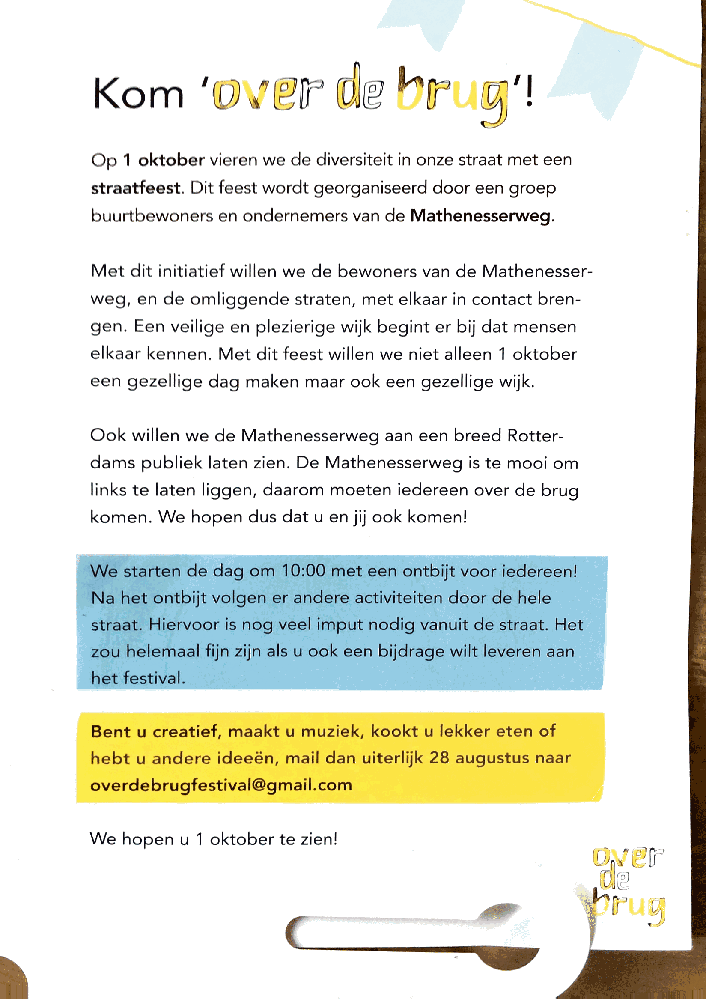 Kom 'over de brug'!
Op 1 oktober vieren we de diversiteit in onze straat met een
straatfeest. Dit feest wordt georganiseerd door een groep
buurtbewoners en ondernemers van de Mathenesserweg.
Met dit initiatief willen we de bewoners van de Mathenesser-
weg, en de omliggende straten, met elkaar in contact bren-
gen. Een veilige en plezierige wijk begint er bij dat mensen
elkaar kennen. Met dit feest willen we niet alleen 1 oktober
een gezellige dag maken maar ook een gezellige wijk.
Ook willen we de Mathenesserweg aan een breed Rotter-
dams publiek laten zien. De Mathenesserweg is te mooi om
links te laten liggen, daarom moeten iedereen over de brug
komen. We hopen dus dat u en jij ook komen!
We starten de dag om 10:00 met een ontbijt voor iedereen!
Na het ontbijt volgen er andere activiteiten door de hele
straat. Hiervoor is nog veel imput nodig vanuit de straat. Het
zou helemaal fijn zijn als u ook een bijdrage wilt leveren aan
het festival.
Bent u creatief, maakt u muziek, kookt u lekker eten of
hebt u andere ideeën, mail dan uiterlijk 28 augustus naar
overdebrugfestival@gmail.com
We hopen u 1 oktober te zien!
over
de
brug